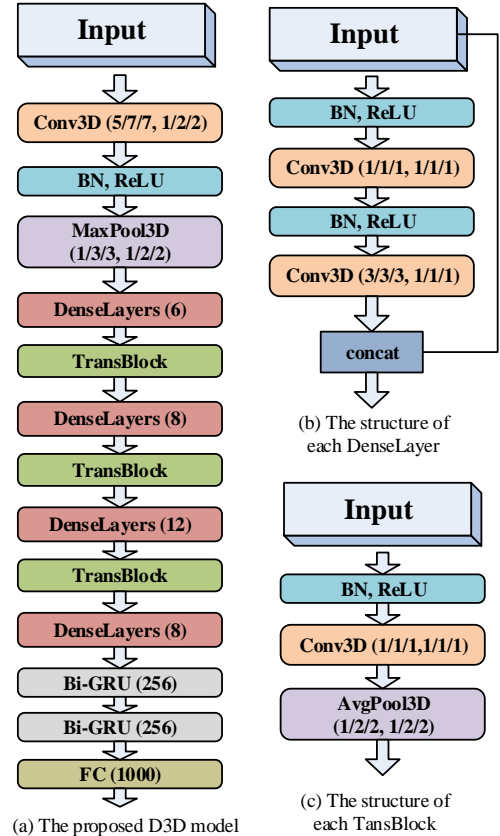 Input
Conv3D (5/7/7, 1/2/2)
BN, ReLU
MaxPool3D
(1/3/3, 1/2/2)
DenseLayers (6)
TransBlock
DenseLayers (8)
TransBlock
DenseLayers (12)
TransBlock
DenseLayers (8)
Bi-GRU (256)
Bi-GRU (256)
FC (1000)
(a) The proposed D3D model
Input
BN, ReLU
Conv3D (1/1/1, 1/1/1)
BN, ReLU
Conv3D (3/3/3, 1/1/1)
concat
(b) The structure of
each DenseLayer
Input
BN, ReLU
Conv3D (1/1/1,1/1/1)
AvgPool3D
(1/2/2, 1/2/2)
(c) The structure of
each TansBlock